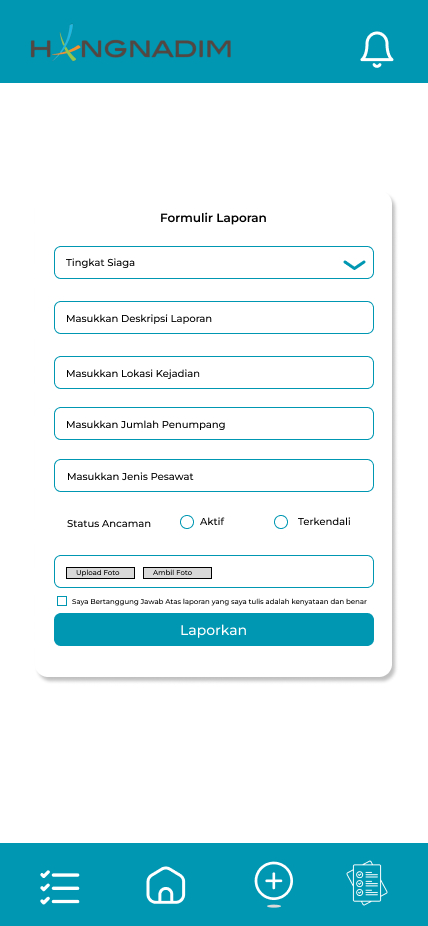 HANGNADIM
Formulir Laporan
Tingkat Siaga
Masukkan Deskripsi Laporan
Masukkan Lokasi Kejadian
Masukkan Jumlah Penumpang
Masukkan Jenis Pesawat
Status Ancaman Aktif Terkendali
Upload Foto Ambil Foto
Saya Bertanggung Jawab Atas laporan yang saya tulis adalah kenyataan dan benar
Laporkan